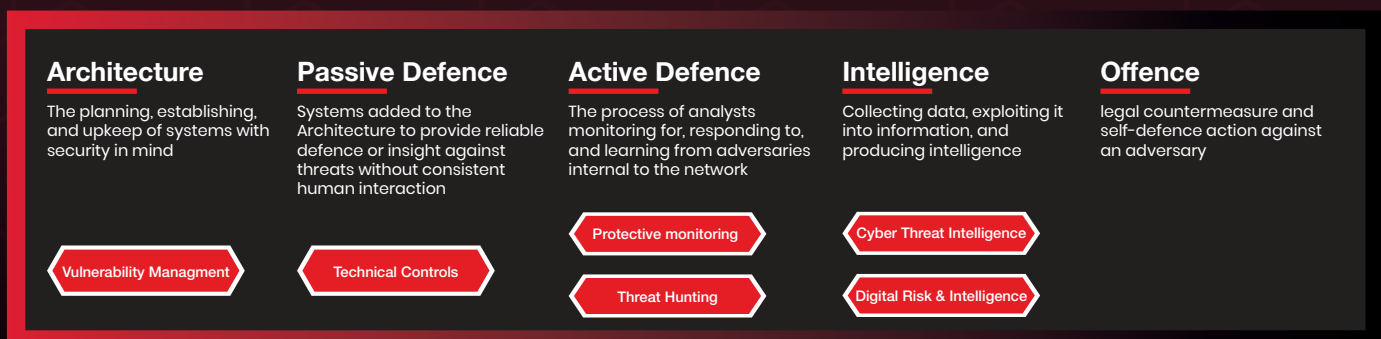 Architecture
The planning, establishing,
and upkeep of systems with
security in mind
Vulnerability Managment
Passive Defence
Systems added to the
Architecture to provide reliable
defence or insight against
threats without consistent
human interaction
Technical Controls
Active Defence
The process of analysts
monitoring for, responding to,
and learning from adversaries
internal to the network
Protective monitoring
Threat Hunting
Intelligence
Collecting data, exploiting it
into information, and
producing intelligence
Cyber Threat Intelligence
Digital Risk & Intelligence
Offence
legal countermeasure and
self-defence action against
an adversary